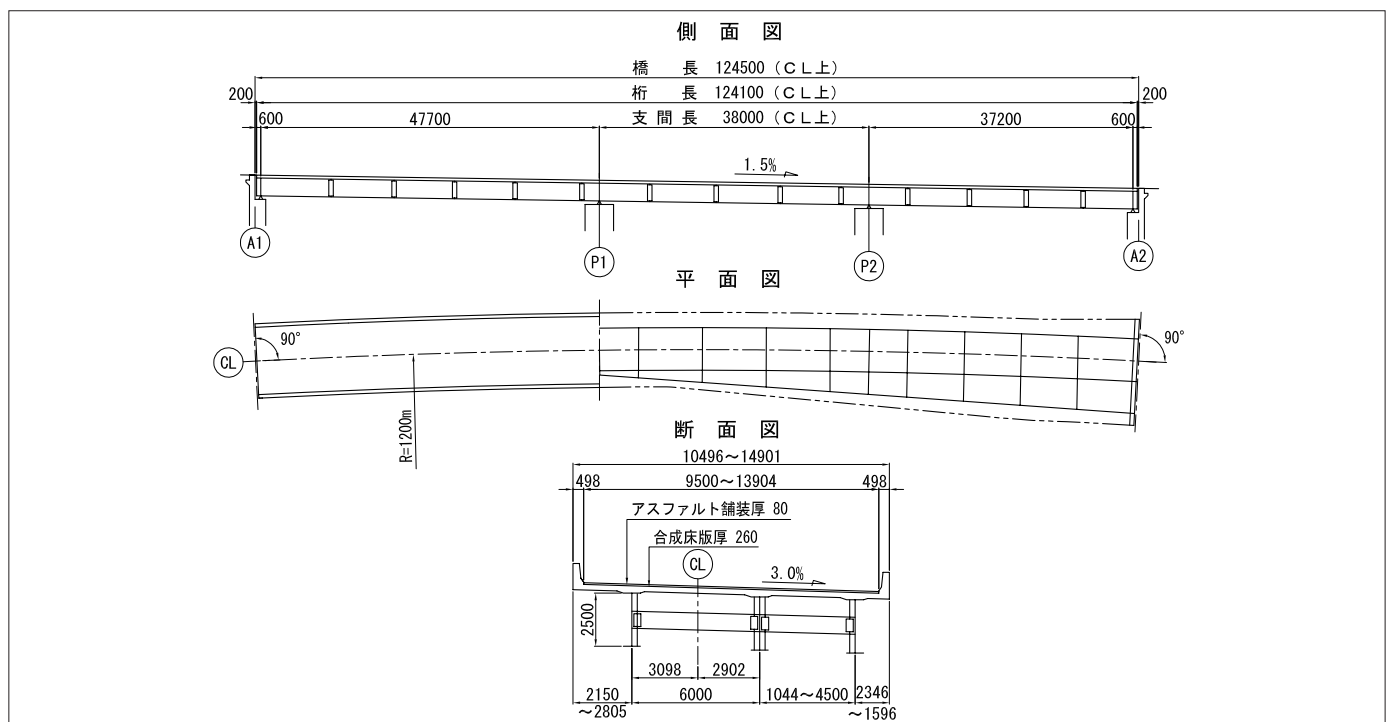 側面図
橋長 124500(CL上)
200 桁長 124100(CL上) 200
600 47700 支間長 38000(CL上) 37200 600
1.5%
A1 P1 P2 A2
平面図
90° 90°
CL
R=1200m
断面図
10496~14901
498 9500~13904 498
アスファルト舗装厚 80
合成床版厚 260
CL
3.0%
2500
3098 2902
2150 6000 1044~4500 2346
~2805 ~1596